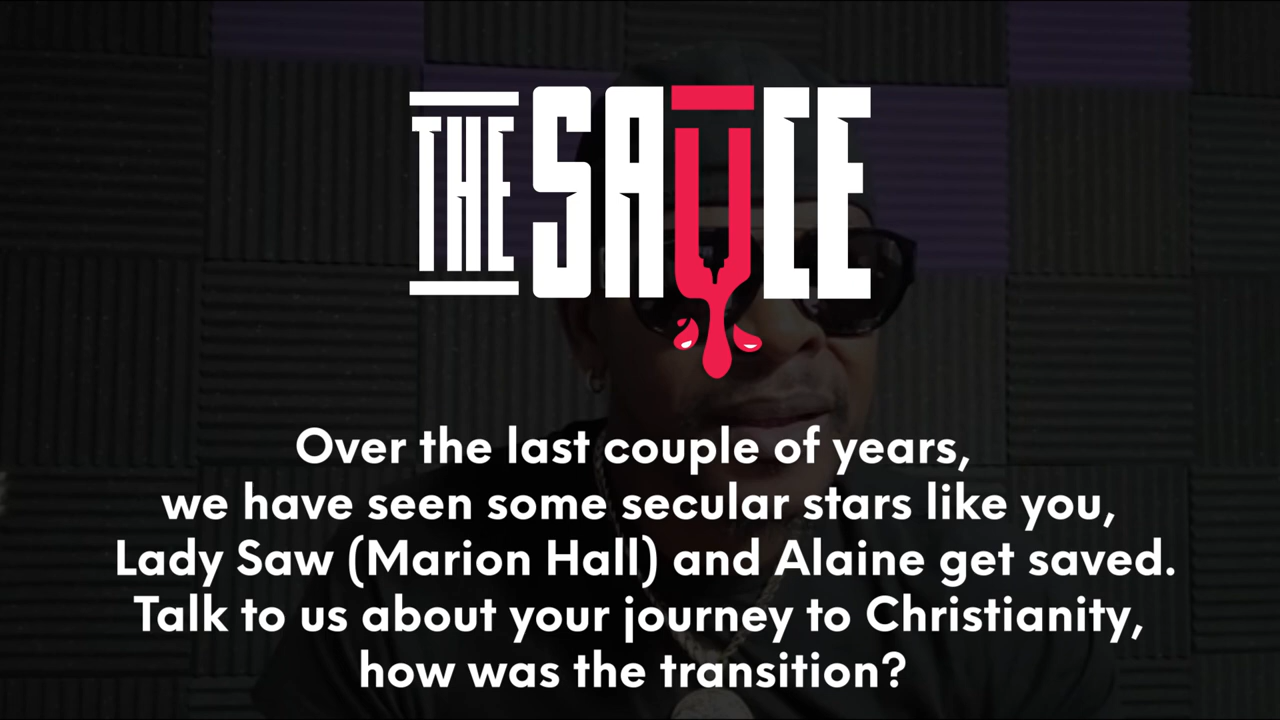 THE SAUCE
Over the last couple of years,
we have seen some secular stars like you,
Lady Saw (Marion Hall) and Alaine get saved.
Talk to us about your journey to Christianity,
how was the transition?